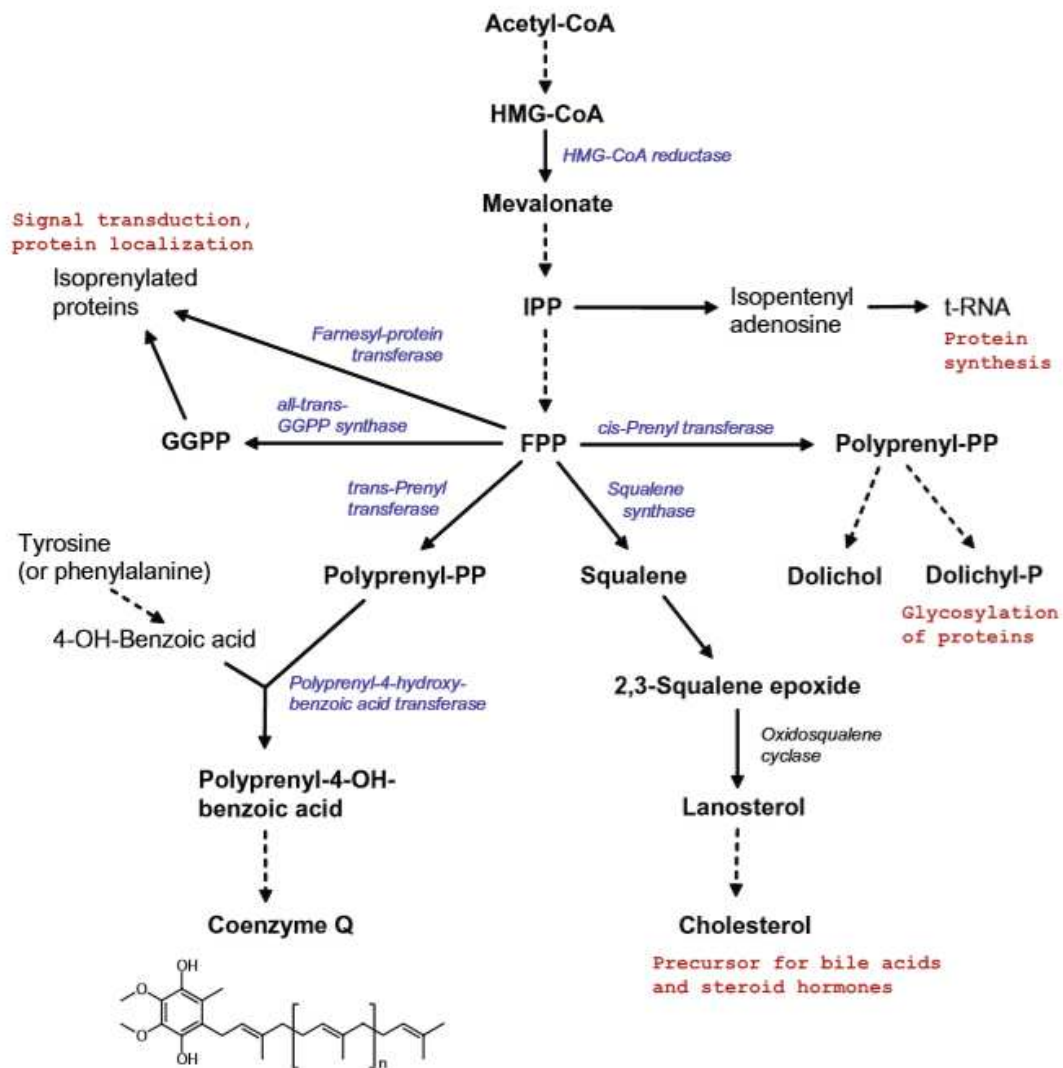 Acetyl-CoA
HMG-CoA
HMG-CoA reductase
Mevalonate
Signal transduction,
protein localization
Isoprenylated
proteins
IPP
Isopentenyl
adenosine
t-RNA
Protein
synthesis
Farnesyl-protein
transferase
all-trans-
GGPP synthase
GGPP
FPP
cis-Prenyl transferase
Polyprenyl-PP
trans-Prenyl
transferase
Squalene
synthase
Tyrosine
(or phenylalanine)
Polyprenyl-PP
Squalene
Dolichol
Dolichyl-P
Glycosylation
of proteins
4-OH-Benzoic acid
Polyprenyl-4-hydroxy-
benzoic acid transferase
2,3-Squalene epoxide
Oxidosqualene
cyclase
Polyprenyl-4-OH-
benzoic acid
Lanosterol
Coenzyme Q
Cholesterol
Precursor for bile acids
and steroid hormones
OH
O
O
OH
n